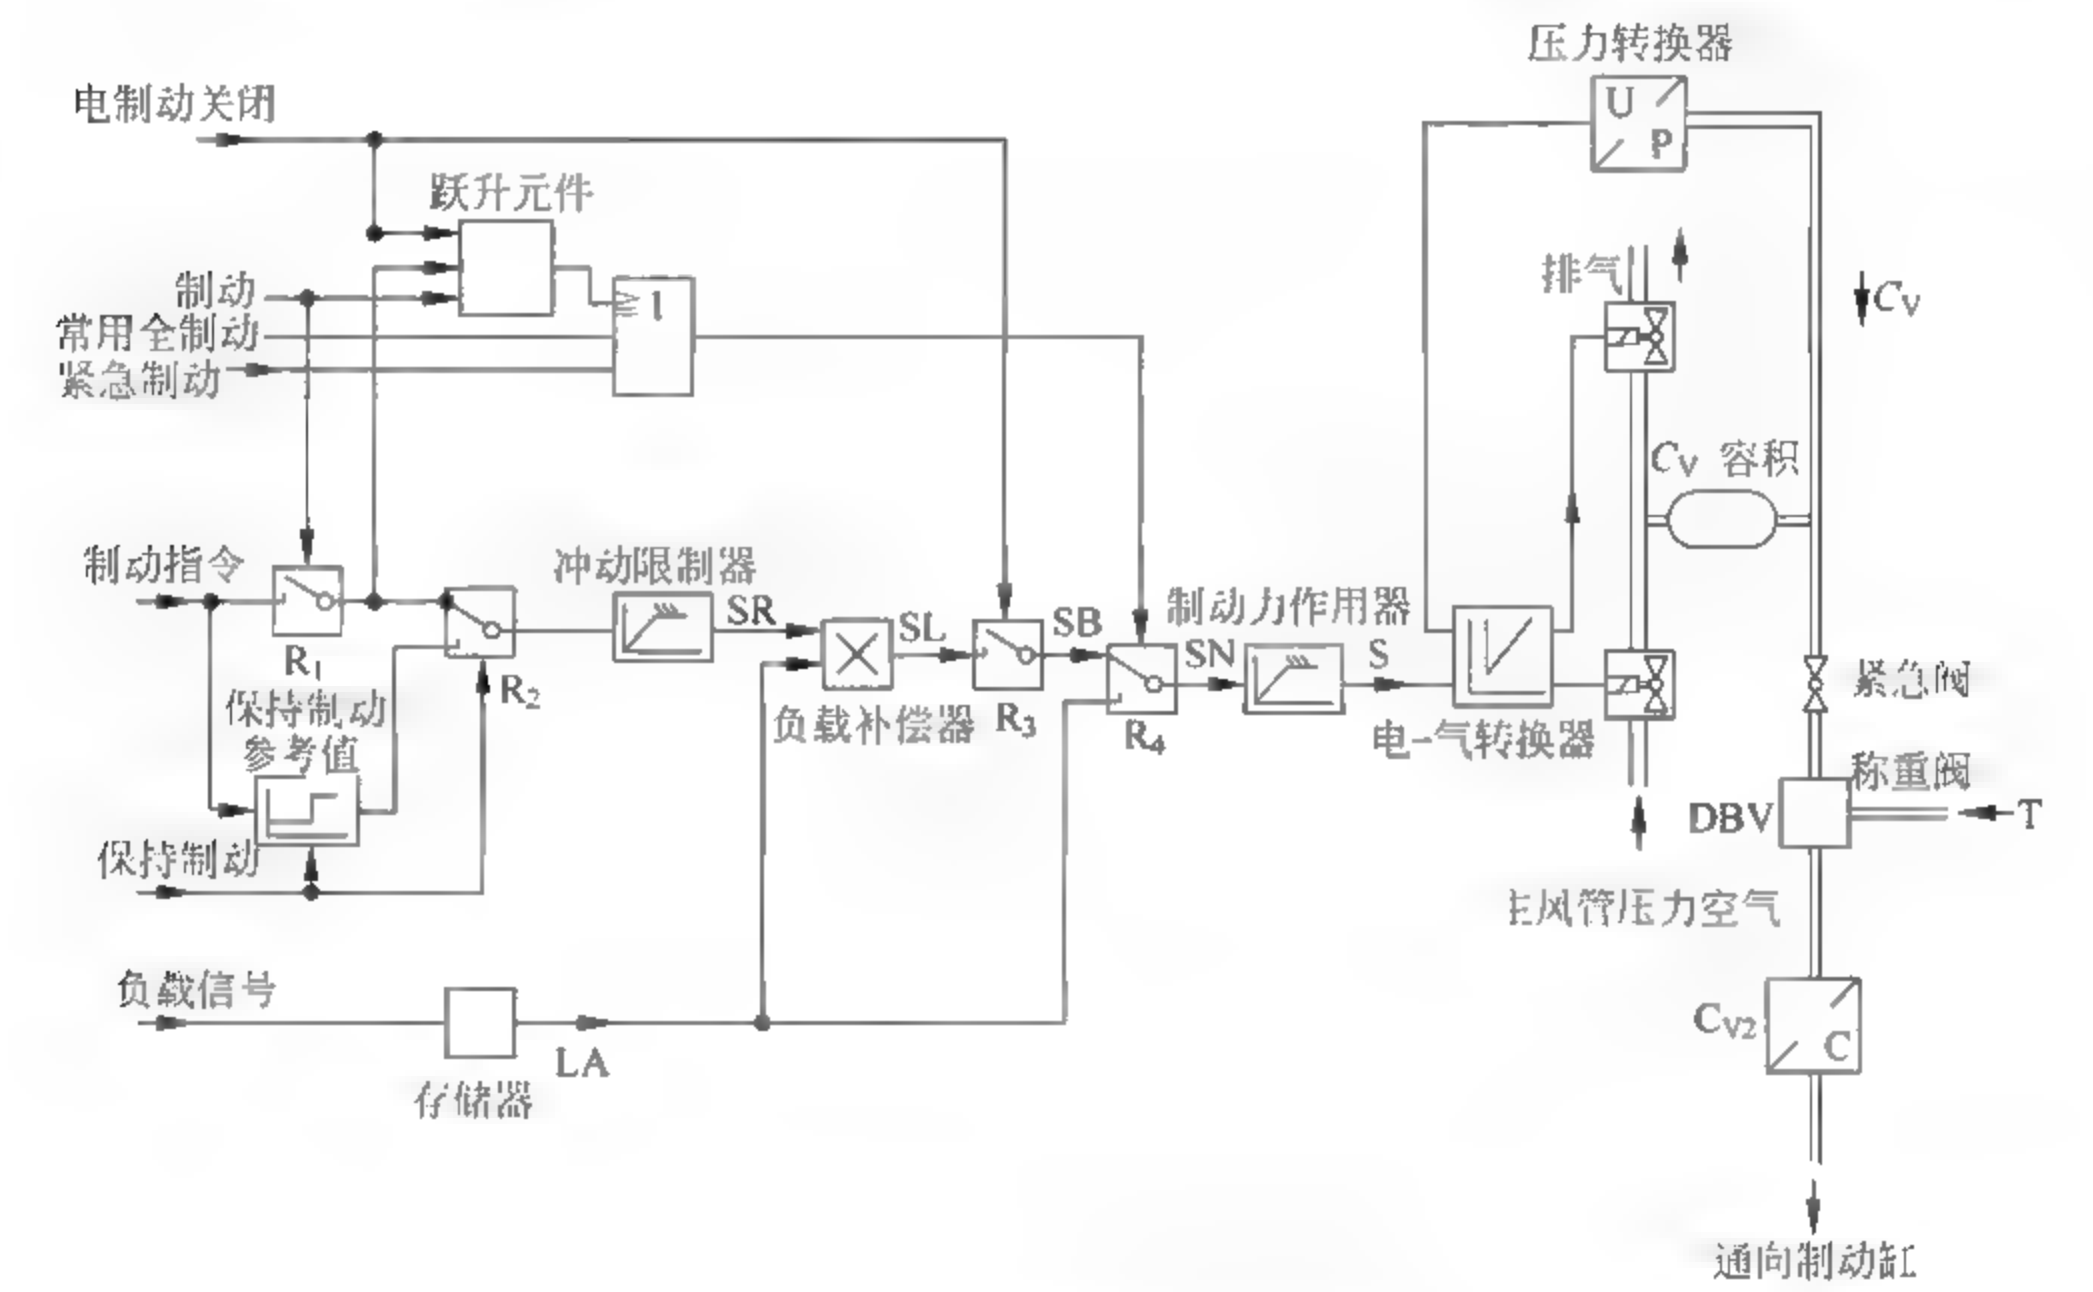 压力转换器
U
P
电制动关闭
跃升元件
制动
常用全制动
紧急制动
≥ 1
排气
CV
CV 容积
制动指令
R1
保持制动
参考值
保持制动
R2
冲动限制器
SR
SL
负载补偿器
R3
SB
R4
SN
制动力作用器
S
电-气转换器
紧急阀
称重阀
DBV
T
主风管压力空气
负载信号
存储器
LA
CV2
C
通向制动缸